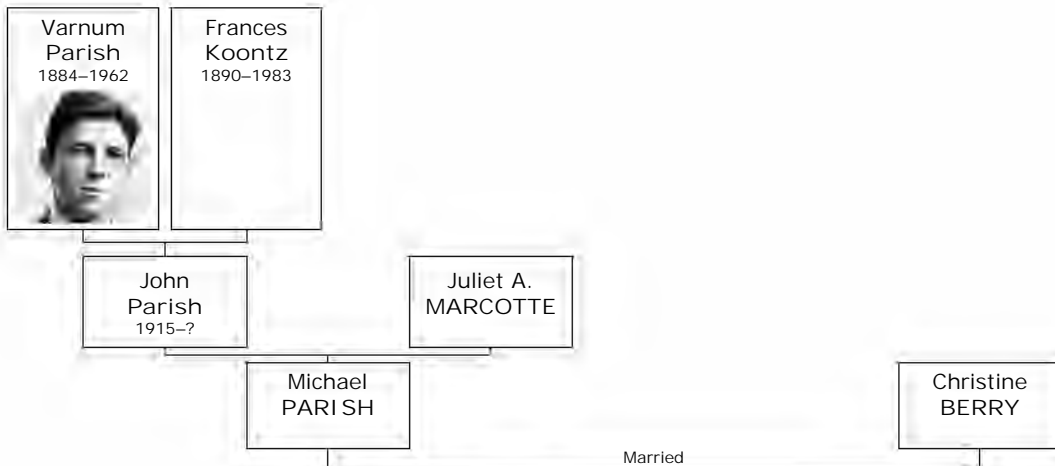 Varnum
Parish
1884–1962
Frances
Koontz
1890–1983
John
Parish
1915–?
Juliet A.
MARCOTTE
Michael
PARISH
Christine
BERRY
Married